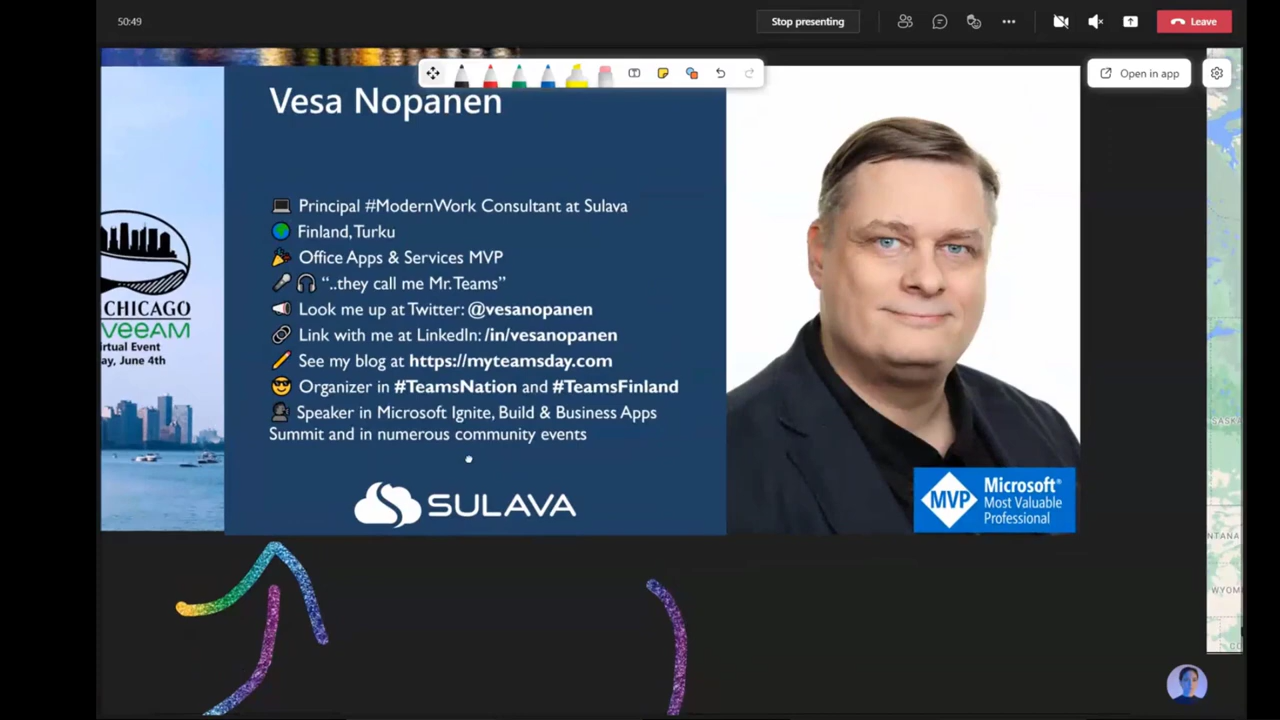 50:49
Stop presenting
Leave
Open in app
Vesa Nopanen
Principal #ModernWork Consultant at Sulava
Finland, Turku
Office Apps & Services MVP
“..they call me Mr. Teams”
Look me up at Twitter: @vesanopanen
Link with me at LinkedIn: /in/vesanopanen
See my blog at https://myteamsday.com
Organizer in #TeamsNation and #TeamsFinland
Speaker in Microsoft Ignite, Build & Business Apps
Summit and in numerous community events
SULAVA
CHICAGO
veeam
irtual Event
ay, June 4th
MVP
Microsoft®
Most Valuable
Professional
SASKA
NTANA
WYOM